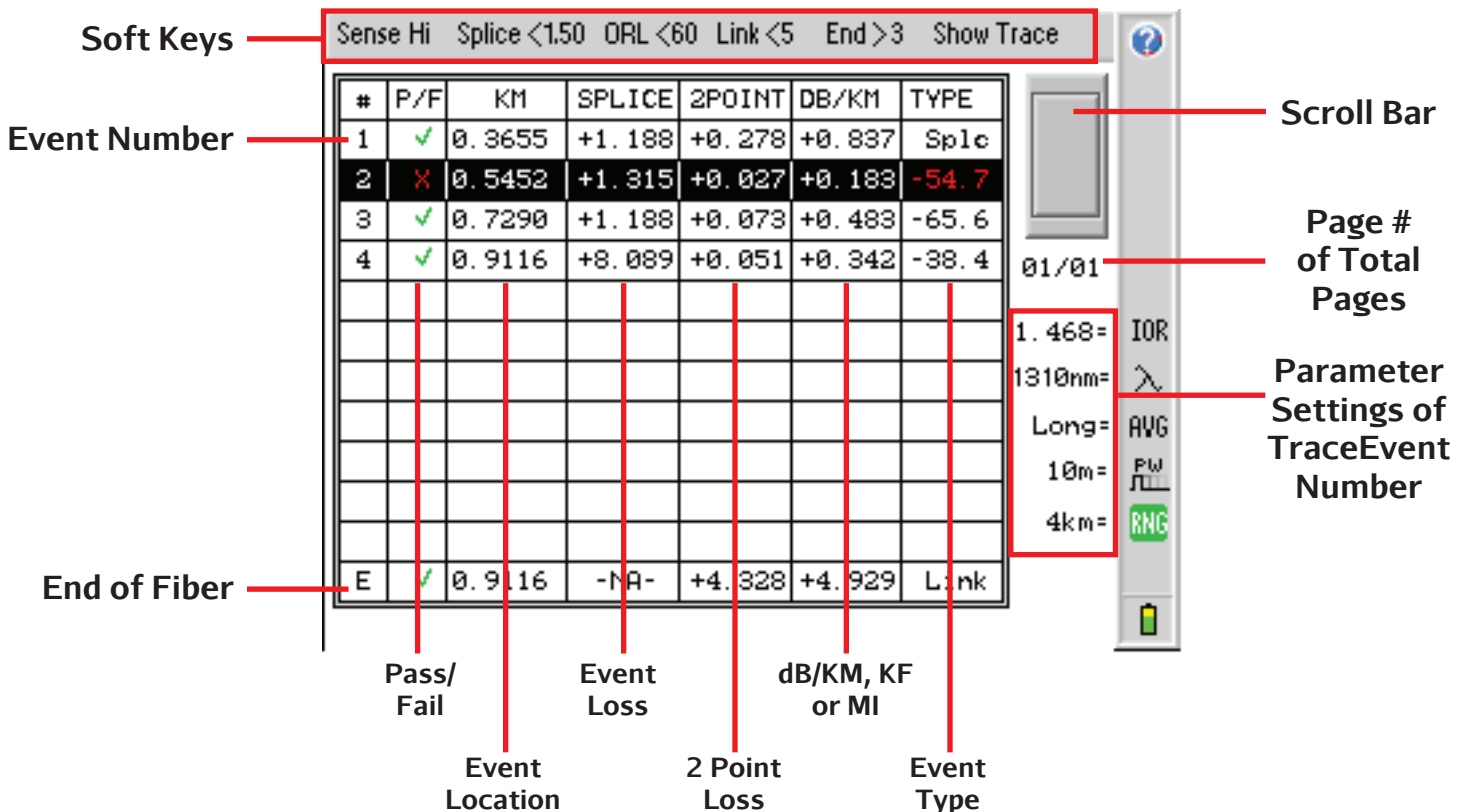 Soft Keys
Sense Hi Splice <1.50 ORL <60 Link <5 End >3 Show Trace
# P/F KM SPLICE 2POINT DB/KM TYPE
Event Number
1 ✓ 0.3655 +1.188 +0.278 +0.837 Splc
2 X 0.5452 +1.315 +0.027 +0.183 -54.7
3 ✓ 0.7290 +1.188 +0.073 +0.483 -65.6
4 ✓ 0.9116 +8.089 +0.051 +0.342 -38.4
End of Fiber
E ✓ 0.9116 -NA- +4.328 +4.929 Link
?
Scroll Bar
01/01
Page #
of Total
Pages
1.468= IOR
1310nm= λ
Long= AVG
10m= PW
4km= RNG
Parameter
Settings of
TraceEvent
Number
Pass/
Fail
Event
Loss
dB/KM, KF
or MI
Event
Location
2 Point
Loss
Event
Type